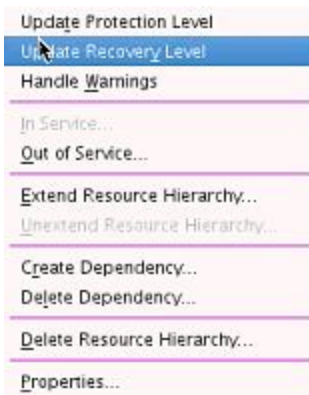 Update Protection Level
Update Recovery Level
Handle Warnings
In Service...
Out of Service...
Extend Resource Hierarchy...
Unextend Resource Hierarchy...
Create Dependency...
Delete Dependency...
Delete Resource Hierarchy...
Properties...